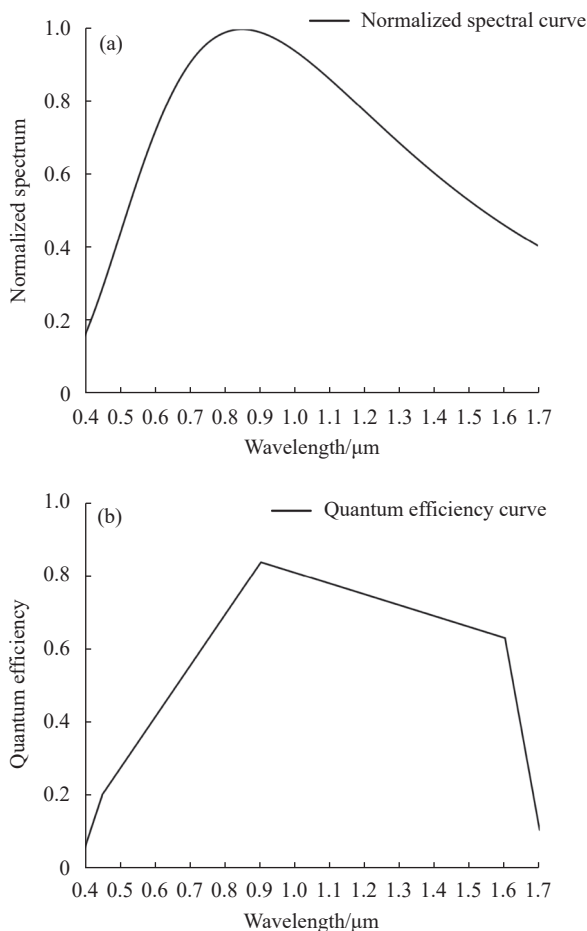 (a)
Normalized spectral curve
1.0
0.8
0.6
0.4
0.2
0
Normalized spectrum
0.4 0.5 0.6 0.7 0.8 0.9 1.0 1.1 1.2 1.3 1.4 1.5 1.6 1.7
Wavelength/μm
(b)
Quantum efficiency curve
1.0
0.8
0.6
0.4
0.2
0
Quantum efficiency
0.4 0.5 0.6 0.7 0.8 0.9 1.0 1.1 1.2 1.3 1.4 1.5 1.6 1.7
Wavelength/μm